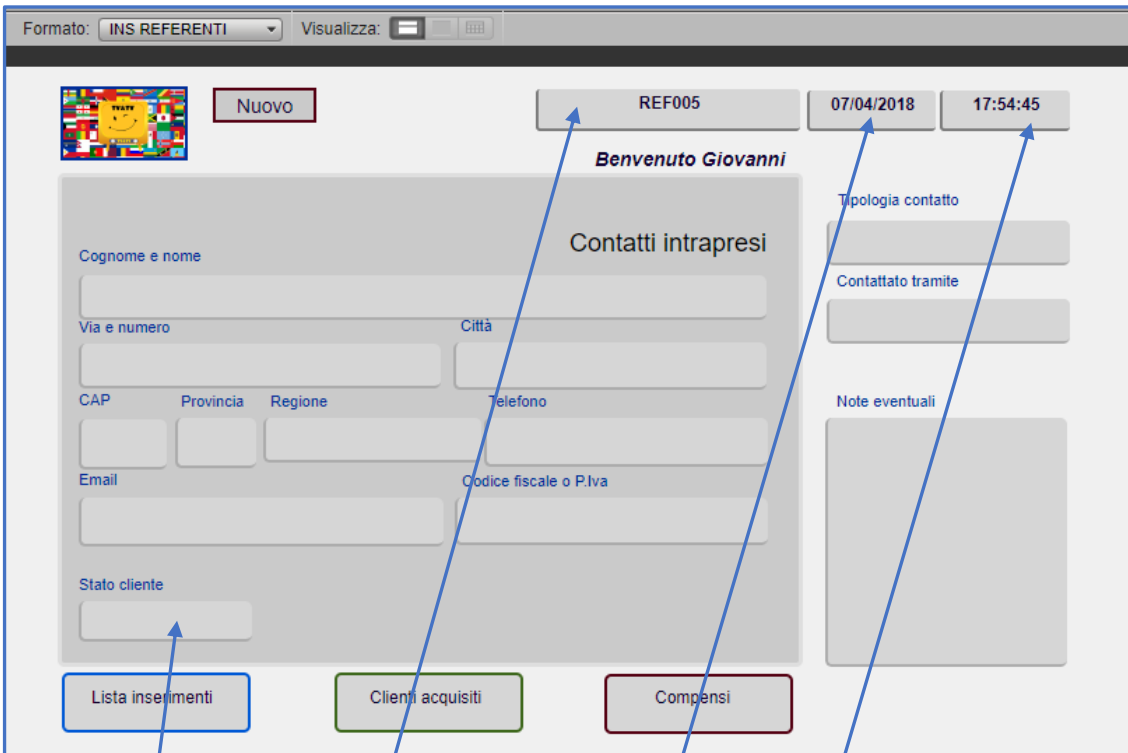 Formato: INS REFERENTI Visualizza:
Nuovo REF005 07/04/2018 17:54:45
TVATV
Benvenuto Giovanni
Tipologia contatto
Contatti intrapresi
Cognome e nome
Contattato tramite
Via e numero Città
CAP Provincia Regione Telefono Note eventuali
Email Codice fiscale o P.Iva
Stato cliente
Lista inserimenti Clienti acquisiti Compensi